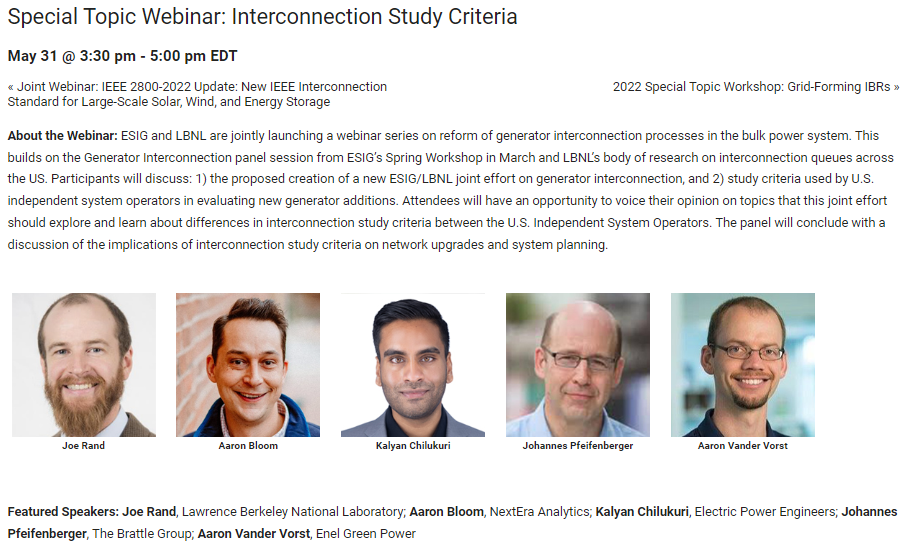 Special Topic Webinar: Interconnection Study Criteria
May 31 @ 3:30 pm - 5:00 pm EDT
« Joint Webinar: IEEE 2800-2022 Update: New IEEE Interconnection
Standard for Large-Scale Solar, Wind, and Energy Storage
2022 Special Topic Workshop: Grid-Forming IBRs »
About the Webinar: ESIG and LBNL are jointly launching a webinar series on reform of generator interconnection processes in the bulk power system. This
builds on the Generator Interconnection panel session from ESIG's Spring Workshop in March and LBNL's body of research on interconnection queues across
the US. Participants will discuss: 1) the proposed creation of a new ESIG/LBNL joint effort on generator interconnection, and 2) study criteria used by U.S.
independent system operators in evaluating new generator additions. Attendees will have an opportunity to voice their opinion on topics that this joint effort
should explore and learn about differences in interconnection study criteria between the U.S. Independent System Operators. The panel will conclude with a
discussion of the implications of interconnection study criteria on network upgrades and system planning.
Joe Rand
Aaron Bloom
Kalyan Chilukuri
Johannes Pfeifenberger
Aaron Vander Vorst
Featured Speakers: Joe Rand, Lawrence Berkeley National Laboratory; Aaron Bloom, NextEra Analytics; Kalyan Chilukuri, Electric Power Engineers; Johannes
Pfeifenberger, The Brattle Group; Aaron Vander Vorst, Enel Green Power